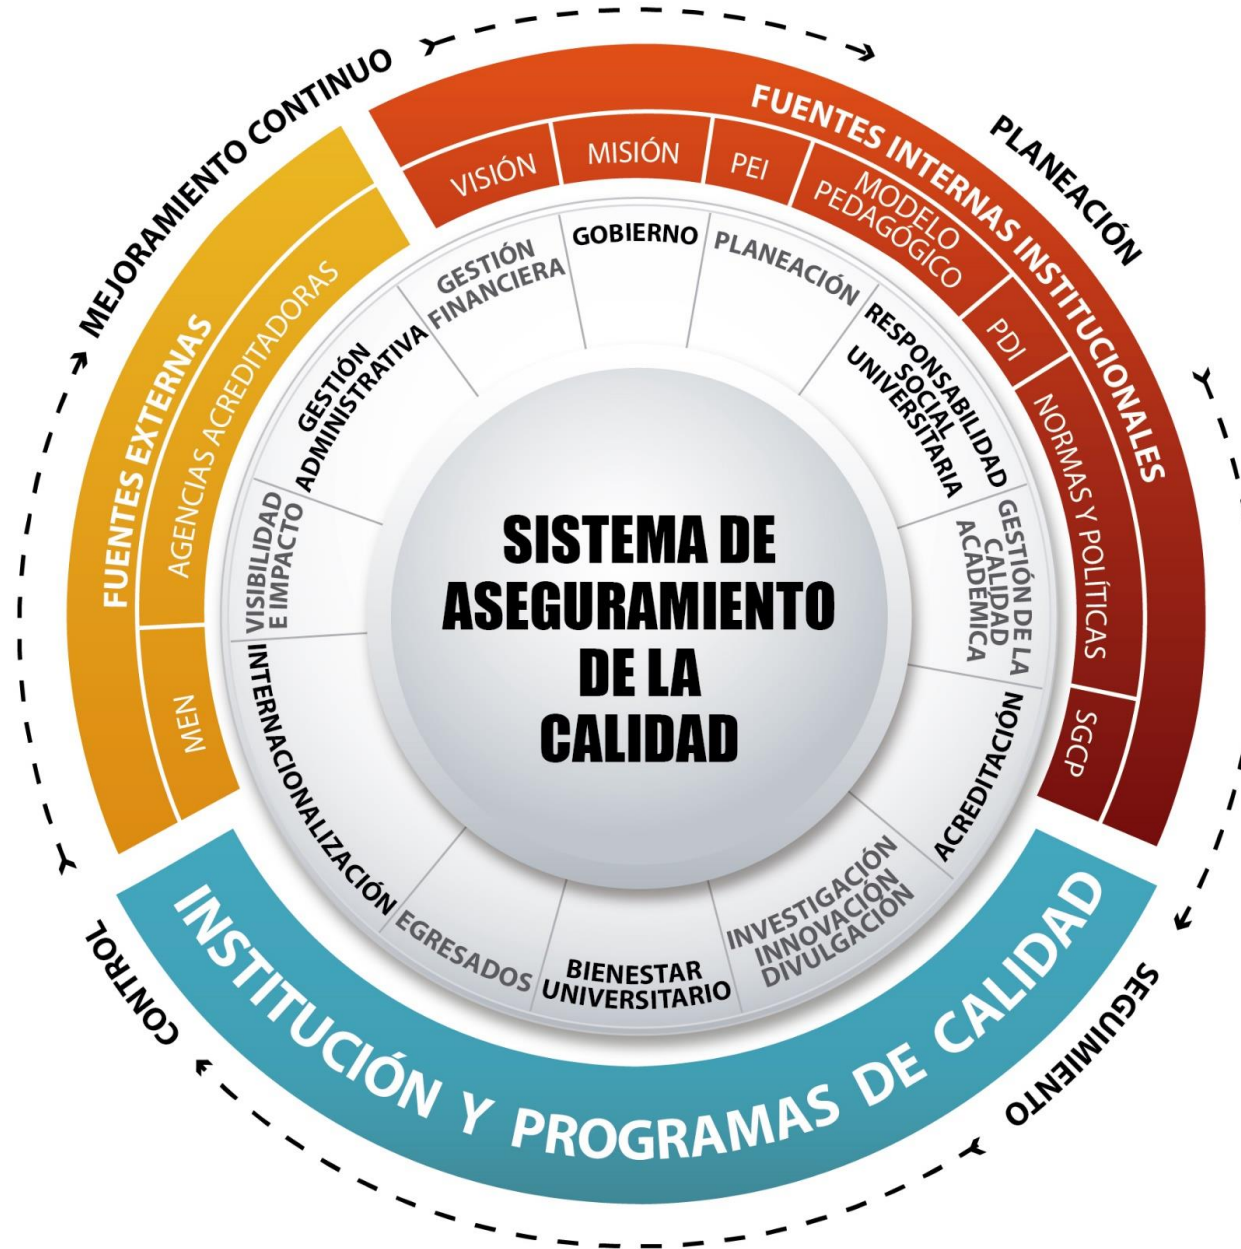 MEJORAMIENTO CONTINUO
PLANEACIÓN
SEGUIMIENTO
CONTROL
FUENTES INTERNAS INSTITUCIONALES
VISIÓN
MISIÓN
PEI
MODELO
PEDAGÓGICO
PDI
NORMAS Y POLÍTICAS
SGCP
FUENTES EXTERNAS
AGENCIAS ACREDITADORAS
MEN
INSTITUCIÓN Y PROGRAMAS DE CALIDAD
GOBIERNO
PLANEACIÓN
RESPONSABILIDAD
SOCIAL
UNIVERSITARIA
GESTIÓN DE LA
CALIDAD
ACADÉMICA
ACREDITACIÓN
INVESTIGACIÓN
INNOVACIÓN
DIVULGACIÓN
BIENESTAR
UNIVERSITARIO
EGRESADOS
INTERNACIONALIZACIÓN
VISIBILIDAD
E IMPACTO
GESTIÓN
ADMINISTRATIVA
GESTIÓN
FINANCIERA
SISTEMA DE
ASEGURAMIENTO
DE LA
CALIDAD